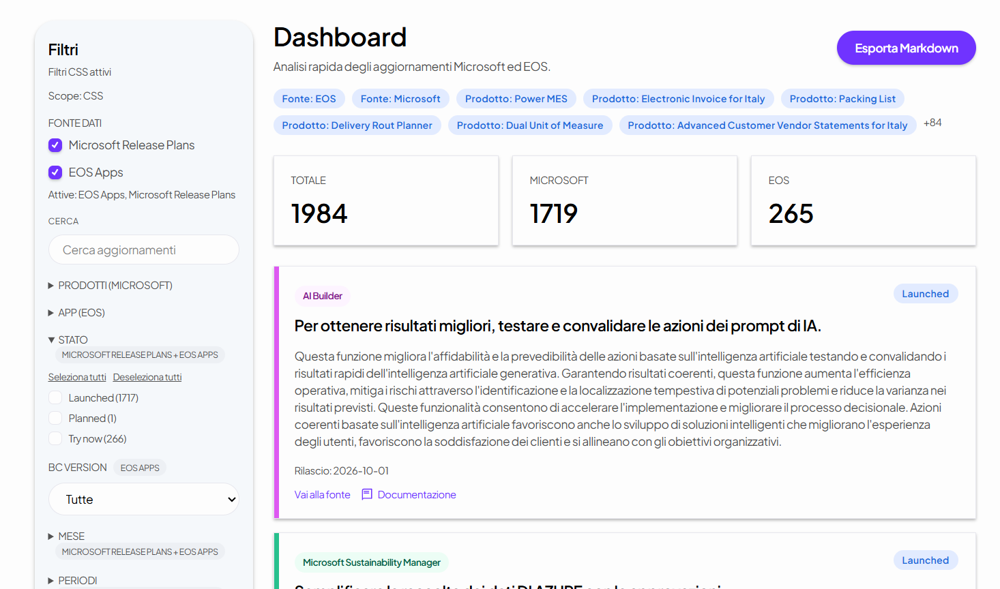 Filtri
Filtri CSS attivi
Scope: CSS
FONTE DATI
Microsoft Release Plans
EOS Apps
Attive: EOS Apps, Microsoft Release Plans
CERCA
Cerca aggiornamenti
PRODOTTI (MICROSOFT)
APP (EOS)
STATO
MICROSOFT RELEASE PLANS + EOS APPS
Seleziona tutti Deseleziona tutti
Launched (1717)
Planned (1)
Try now (266)
BC VERSION EOS APPS
Tutte
MESE
MICROSOFT RELEASE PLANS + EOS APPS
PERIODI
Dashboard
Esporta Markdown
Analisi rapida degli aggiornamenti Microsoft ed EOS.
Fonte: EOS Fonte: Microsoft Prodotto: Power MES Prodotto: Electronic Invoice for Italy Prodotto: Packing List
Prodotto: Delivery Rout Planner Prodotto: Dual Unit of Measure Prodotto: Advanced Customer Vendor Statements for Italy +84
TOTALE
1984
MICROSOFT
1719
EOS
265
AI Builder
Launched
Per ottenere risultati migliori, testare e convalidare le azioni dei prompt di IA.
Questa funzione migliora l'affidabilità e la prevedibilità delle azioni basate sull'intelligenza artificiale testando e convalidando i
risultati rapidi dell'intelligenza artificiale generativa. Garantendo risultati coerenti, questa funzione aumenta l'efficienza
operativa, mitiga i rischi attraverso l'identificazione e la localizzazione tempestiva di potenziali problemi e riduce la varianza nei
risultati previsti. Queste funzionalità consentono di accelerare l'implementazione e migliorare il processo decisionale. Azioni
coerenti basate sull'intelligenza artificiale favoriscono anche lo sviluppo di soluzioni intelligenti che migliorano l'esperienza
degli utenti, favoriscono la soddisfazione dei clienti e si allineano con gli obiettivi organizzativi.
Rilascio: 2026-10-01
Vai alla fonte Documentazione
Microsoft Sustainability Manager
Launched
Semplificare la raccolta dei dati DI AZURE con le approvazioni